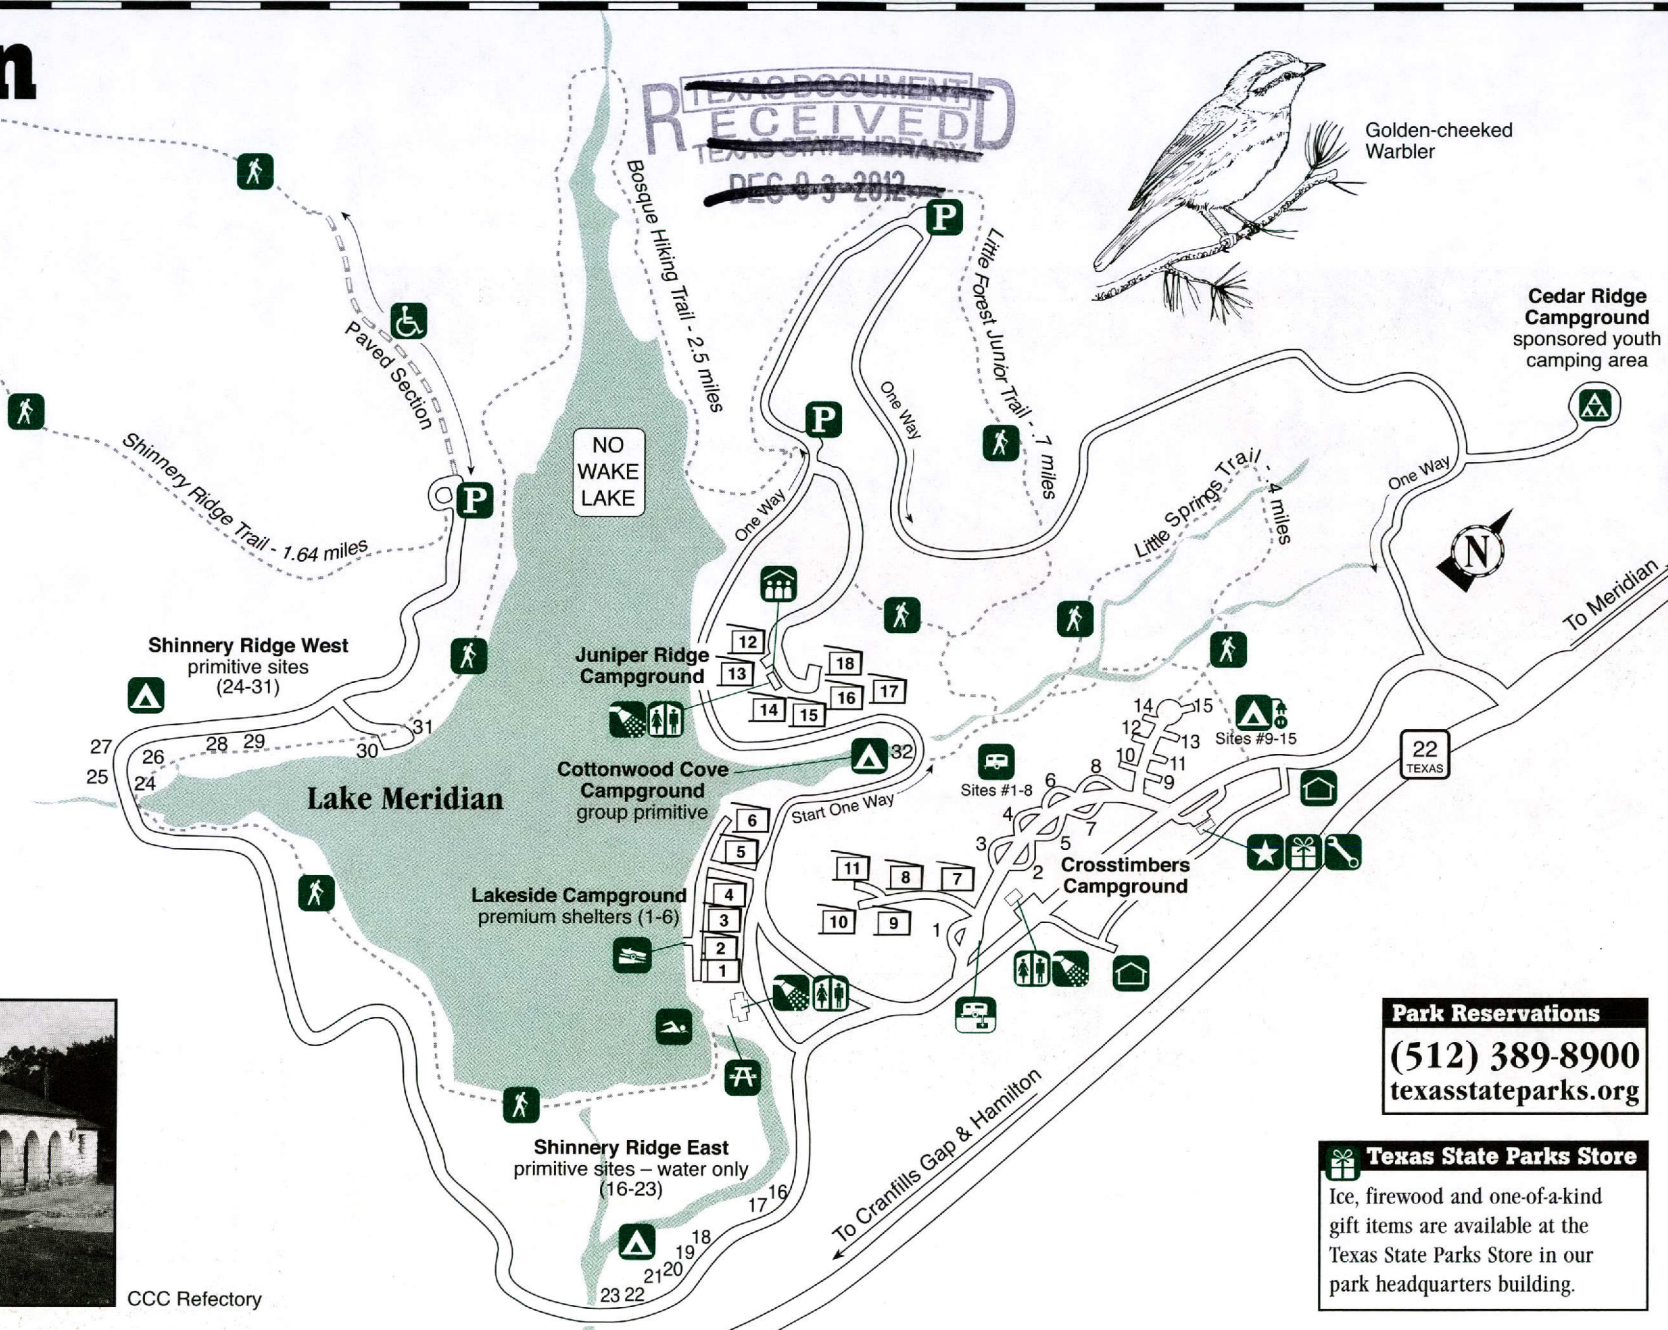 n
TEXAS DOCUMENT
RECEIVED
TEXAS STATE LIBRARY
DEC 03 2012
Golden-cheeked
Warbler
Bosque Hiking Trail - 2.5 miles
P
Little Forest Junior Trail - .7 miles
Cedar Ridge
Campground
sponsored youth
camping area
Paved Section
One Way
P
NO
WAKE
LAKE
Shinnery Ridge Trail - 1.64 miles
P
One Way
One Way
Little Springs Trail - .4 miles
N
To Meridian
Shinnery Ridge West
primitive sites
(24-31)
Juniper Ridge
Campground
12
13
14
15
16
17
18
27
25
26
24
28
29
30
31
Lake Meridian
Cottonwood Cove
Campground
group primitive
32
Start One Way
Sites #1-8
Sites #9-15
14
15
12
13
10
11
9
8
6
7
4
5
3
2
1
22
TEXAS
Crosstimbers
Campground
6
5
4
3
2
1
11
8
7
10
9
Lakeside Campground
premium shelters (1-6)
Shinnery Ridge East
primitive sites – water only
(16-23)
16
17
18
19
20
21
22
23
To Cranfills Gap & Hamilton
Park Reservations
(512) 389-8900
texasstateparks.org
Texas State Parks Store
Ice, firewood and one-of-a-kind
gift items are available at the
Texas State Parks Store in our
park headquarters building.
CCC Refectory